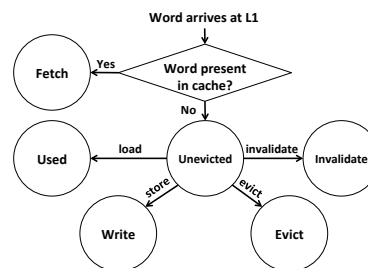 Word arrives at L1
Yes
Word present
in cache?
Fetch
No
Used
load
Unevicted
invalidate
Invalidate
store
evict
Write
Evict